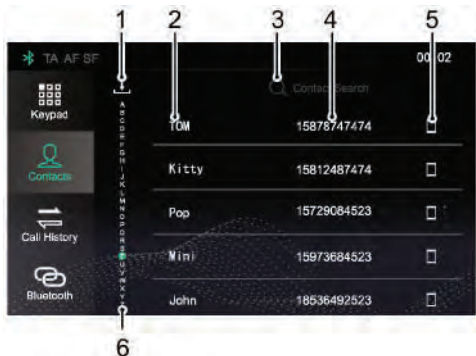 1 2 3 4 5
TA AF SF 00:02
Contact Search
Keypad
Contacts
Call History
Bluetooth
A
B
C
D
E
F
G
H
I
J
K
L
M
N
O
P
Q
R
S
T
U
V
W
X
Y
TOM 15878747474
Kitty 15812487474
Pop 15729084523
Mini 15973684523
John 18536492523
6